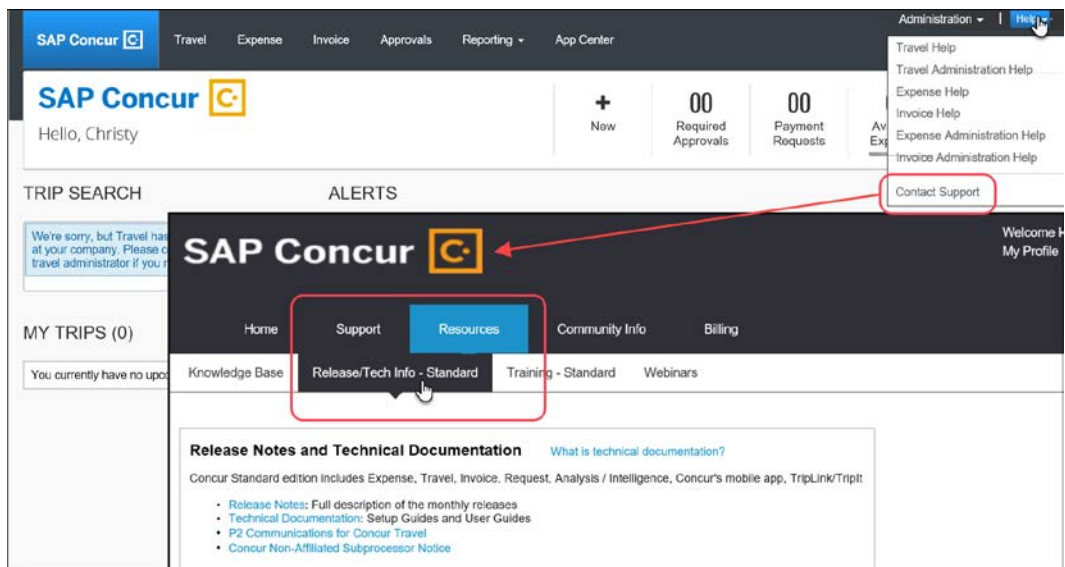 Administration | Help
SAP Concur Travel Expense Invoice Approvals Reporting App Center
Travel Help
Travel Administration Help
Expense Help
Invoice Help
Expense Administration Help
Invoice Administration Help
Contact Support
SAP Concur
Hello, Christy
+ 00 00
New Required Payment
Approvals Requests
TRIP SEARCH ALERTS
We're sorry, but Travel has
at your company. Please
travel administrator if you
MY TRIPS (0)
You currently have no
SAP Concur
Welcome
My Profile
Home Support Resources Community Info Billing
Knowledge Base Release/Tech Info - Standard Training - Standard Webinars
Release Notes and Technical Documentation What is technical documentation?
Concur Standard edition includes Expense, Travel, Invoice, Request, Analysis / Intelligence, Concur's mobile app, TripLink/TripIt
• Release Notes: Full description of the monthly releases
• Technical Documentation: Setup Guides and User Guides
• P2 Communications for Concur Travel
• Concur Non-Affiliated Subprocessor Notice